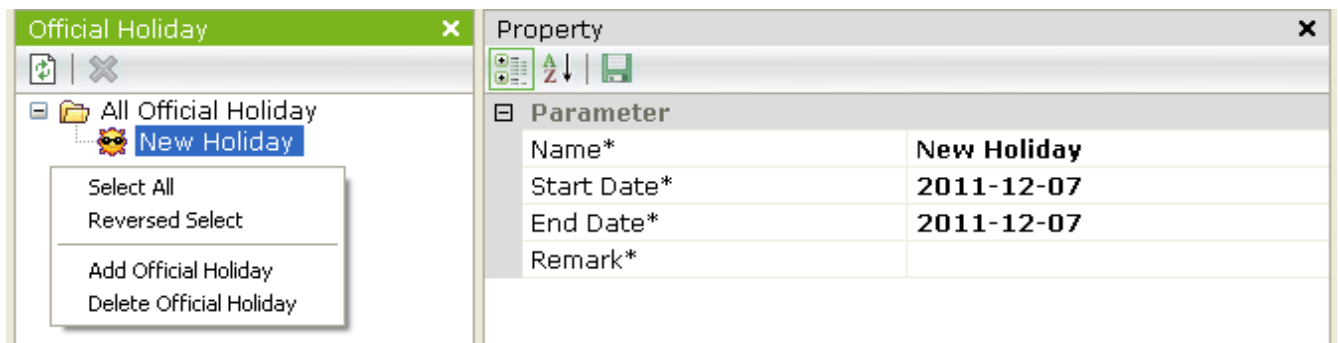 Official Holiday
All Official Holiday
New Holiday
Select All
Reversed Select
Add Official Holiday
Delete Official Holiday
Property
Parameter
Name* New Holiday
Start Date* 2011-12-07
End Date* 2011-12-07
Remark*